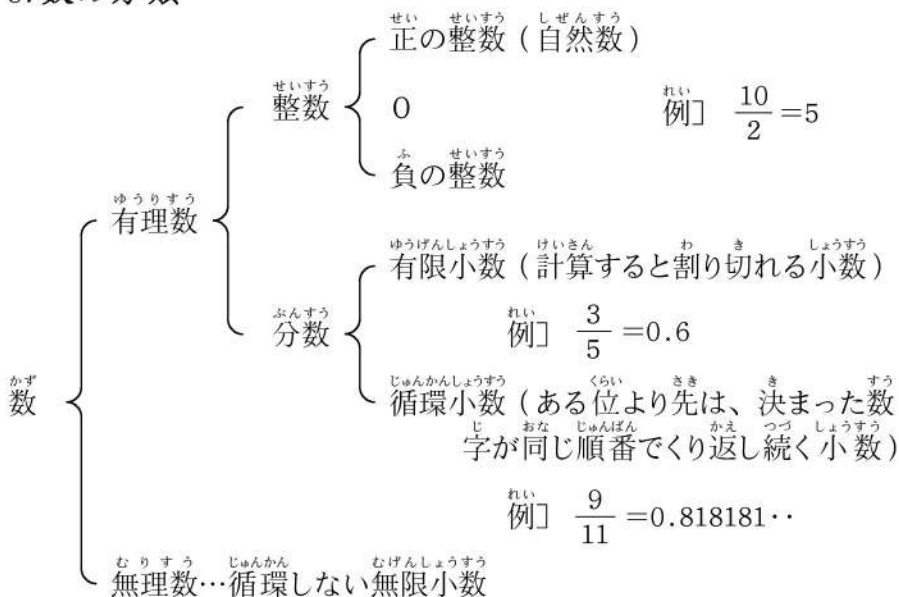 正の整数(自然数)
整数
0
例] 10/2 =5
負の整数
有理数
有限小数(計算すると割り切れる小数)
分数
例] 3/5 =0.6
数
循環小数(ある位より先は、決まった数
字が同じ順番でくり返し続く小数)
例] 9/11 =0.818181‥
無理数…循環しない無限小数